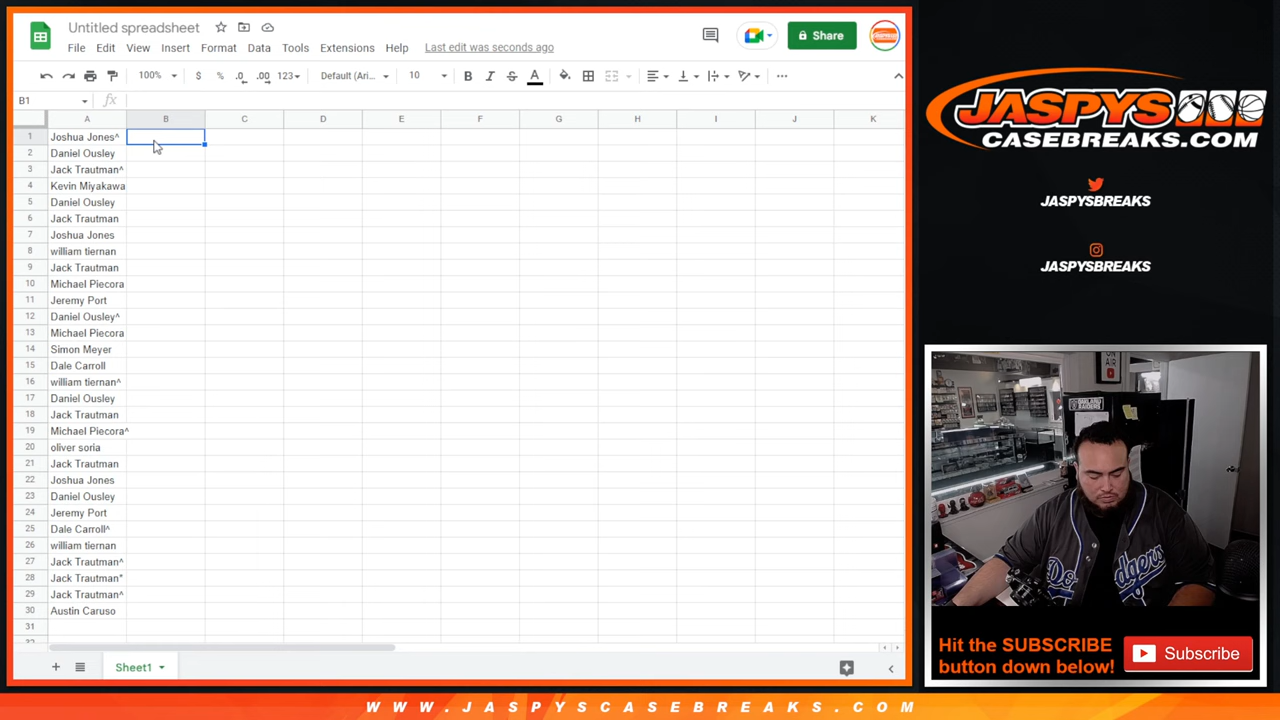 Untitled spreadsheet
File Edit View Insert Format Data Tools Extensions Help Last edit was seconds ago
Share
100% $ % .0 .00 123 Default (Ari... 10 B I S A
B1 fx
A B C D E F G H I J K
1 Joshua Jones^
2 Daniel Ousley
3 Jack Trautman^
4 Kevin Miyakawa
5 Daniel Ousley
6 Jack Trautman
7 Joshua Jones
8 william tiernan
9 Jack Trautman
10 Michael Piecora
11 Jeremy Port
12 Daniel Ousley^
13 Michael Piecora
14 Simon Meyer
15 Dale Carroll
16 william tiernan^
17 Daniel Ousley
18 Jack Trautman
19 Michael Piecora^
20 oliver soria
21 Jack Trautman
22 Joshua Jones
23 Daniel Ousley
24 Jeremy Port
25 Dale Carroll^
26 william tiernan
27 Jack Trautman^
28 Jack Trautman*
29 Jack Trautman^
30 Austin Caruso
31
32
Sheet1
JASPYS
CASEBREAKS.COM
JASPYSBREAKS
JASPYSBREAKS
ON
AIR
Dodgers
Hit the SUBSCRIBE
button down below!
Subscribe
WWW.JASPYSCASEBREAKS.COM